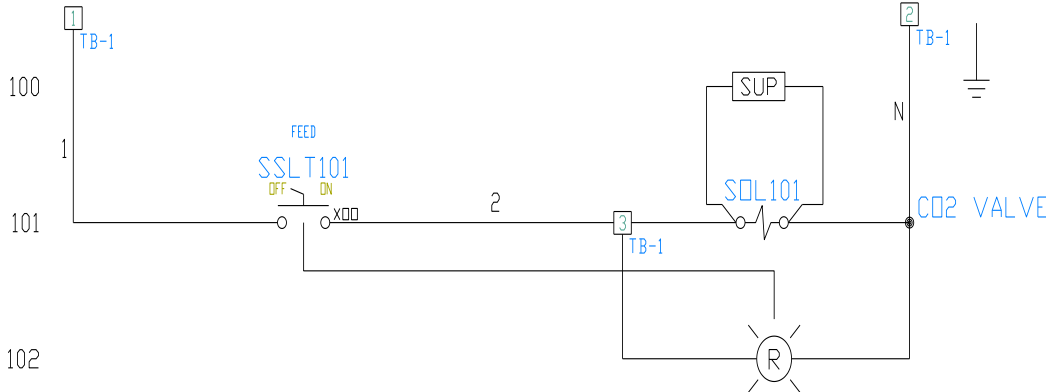 1
TB-1
2
TB-1
100
SUP
N
FEED
1
SSLT101
OFF ON
SOL101
X00
2
101
3
CO2 VALVE
TB-1
102
R